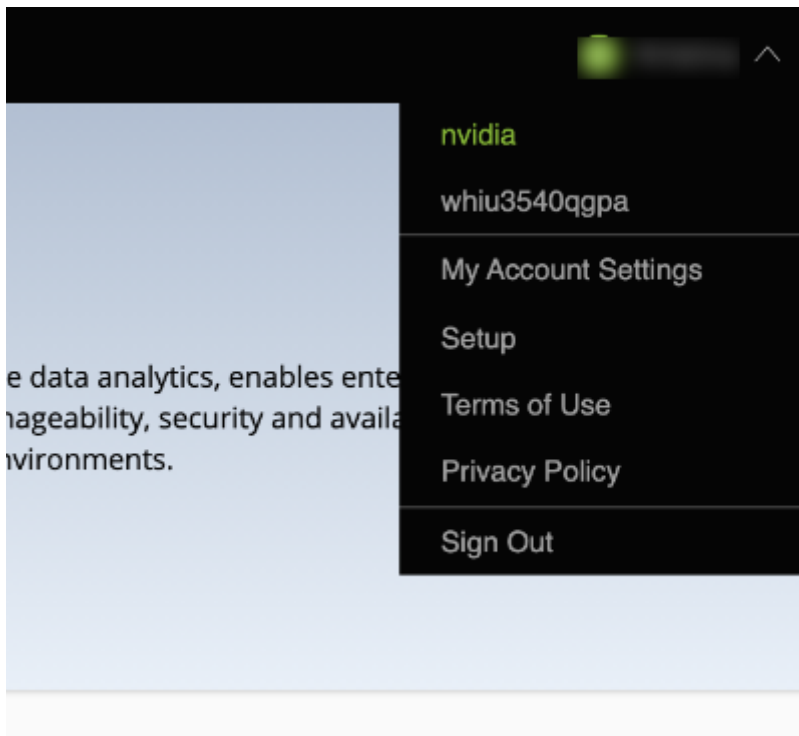 nvidia
whiu3540qgpa
My Account Settings
Setup
Terms of Use
Privacy Policy
Sign Out
e data analytics, enables ente
nageability, security and availa
nvironments.